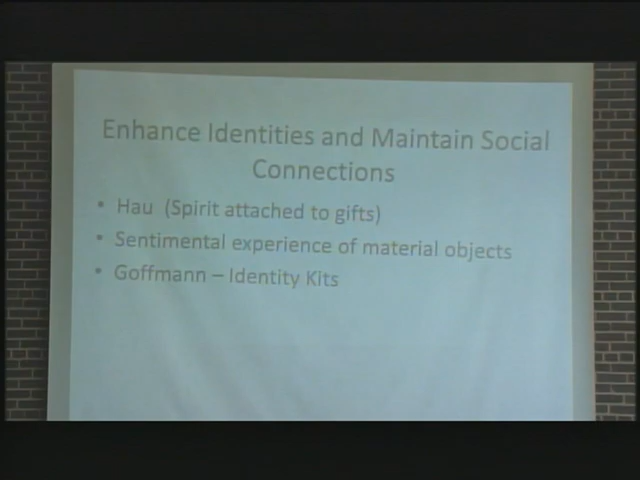 Enhance Identities and Maintain Social
Connections
• Hau (Spirit attached to gifts)
• Sentimental experience of material objects
• Goffmann – Identity Kits